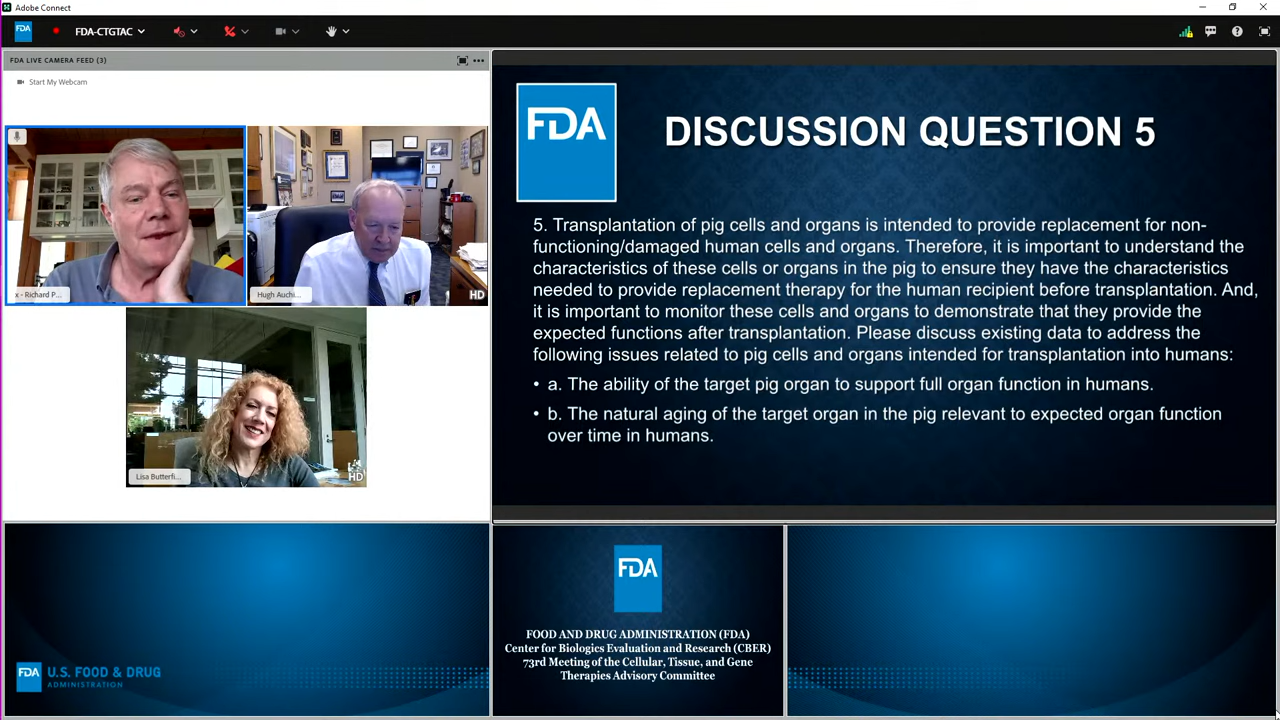 Adobe Connect
FDA
FDA-CTGTAC
FDA LIVE CAMERA FEED (3)
Start My Webcam
x - Richard P...
Hugh Auchi...
HD
Lisa Butterfi...
HD
FDA
DISCUSSION QUESTION 5
5. Transplantation of pig cells and organs is intended to provide replacement for non-
functioning/damaged human cells and organs. Therefore, it is important to understand the
characteristics of these cells or organs in the pig to ensure they have the characteristics
needed to provide replacement therapy for the human recipient before transplantation. And,
it is important to monitor these cells and organs to demonstrate that they provide the
expected functions after transplantation. Please discuss existing data to address the
following issues related to pig cells and organs intended for transplantation into humans:
• a. The ability of the target pig organ to support full organ function in humans.
• b. The natural aging of the target organ in the pig relevant to expected organ function
over time in humans.
FDA U.S. FOOD & DRUG
ADMINISTRATION
FDA
FOOD AND DRUG ADMINISTRATION (FDA)
Center for Biologics Evaluation and Research (CBER)
73rd Meeting of the Cellular, Tissue, and Gene
Therapies Advisory Committee